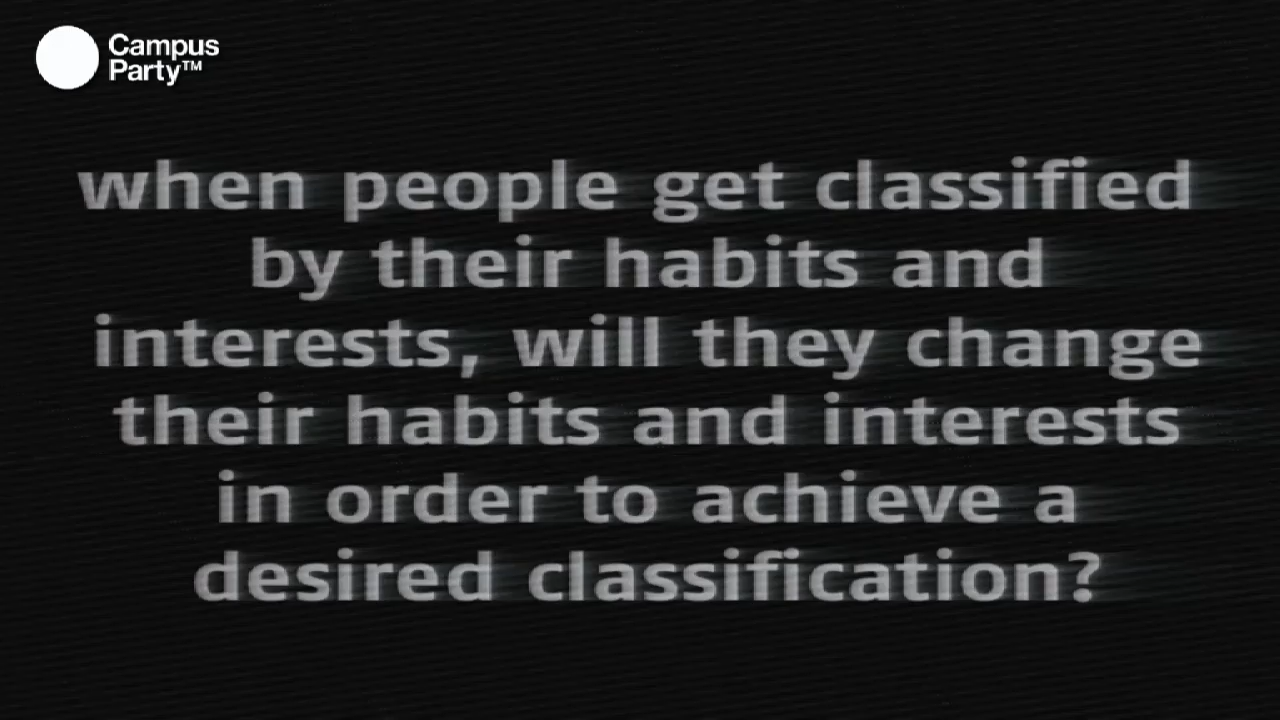 Campus
Party™
when people get classified
by their habits and
interests, will they change
their habits and interests
in order to achieve a
desired classification?